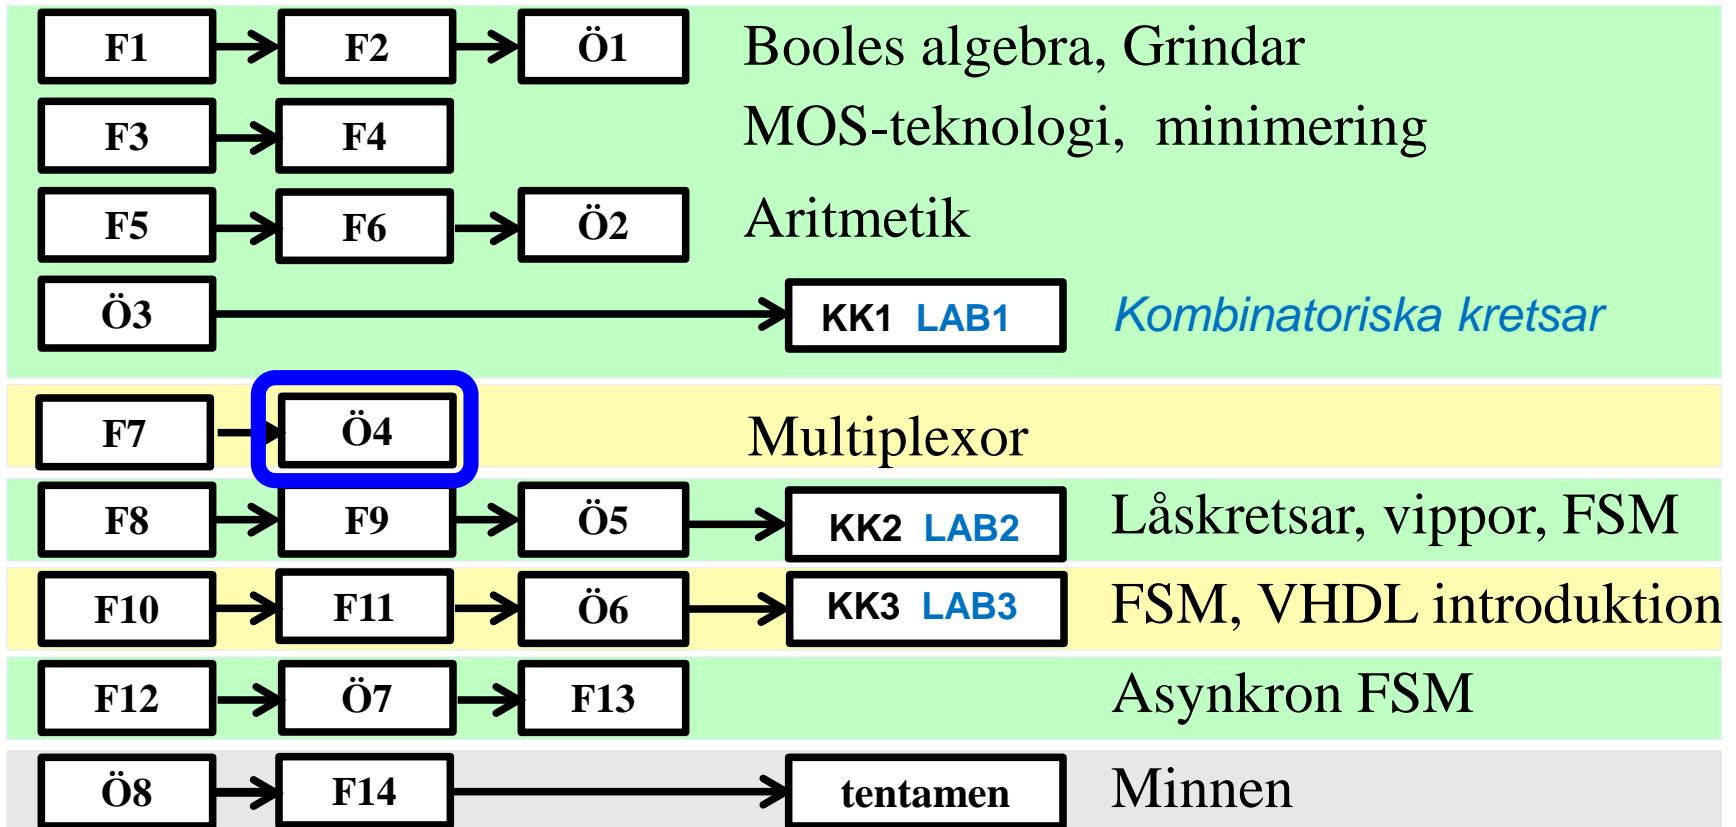 F1 F2 Ö1 Booles algebra, Grindar
F3 F4 MOS-teknologi, minimering
F5 F6 Ö2 Aritmetik
Ö3 KK1 LAB1 Kombinatoriska kretsar
F7 Ö4 Multiplexor
F8 F9 Ö5 KK2 LAB2 Låskretsar, vippor, FSM
F10 F11 Ö6 KK3 LAB3 FSM, VHDL introduktion
F12 Ö7 F13 Asynkron FSM
Ö8 F14 tentamen Minnen